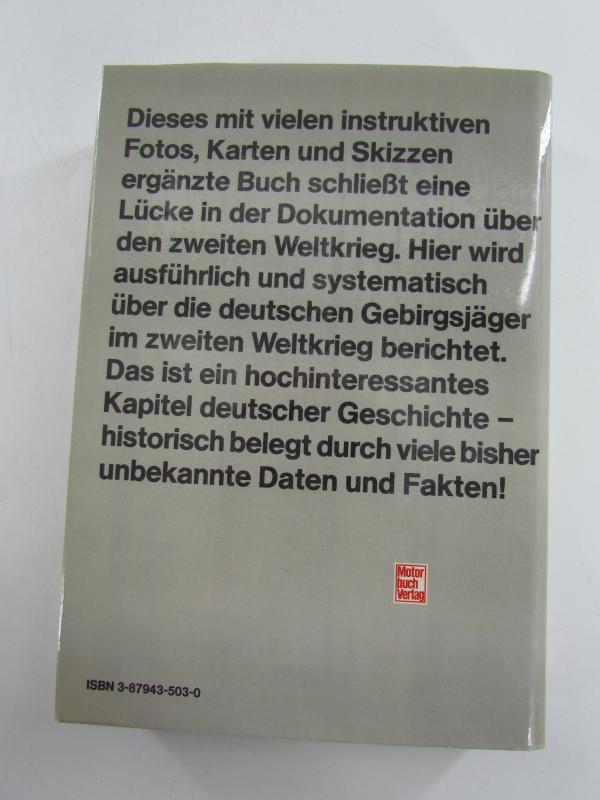 Dieses mit vielen instruktiven
Fotos, Karten und Skizzen
ergänzte Buch schließt eine
Lücke in der Dokumentation über
den zweiten Weltkrieg. Hier wird
ausführlich und systematisch
über die deutschen Gebirgsjäger
im zweiten Weltkrieg berichtet.
Das ist ein hochinteressantes
Kapitel deutscher Geschichte –
historisch belegt durch viele bisher
unbekannte Daten und Fakten!
Motor
buch
Verlag
ISBN 3-87943-503-0